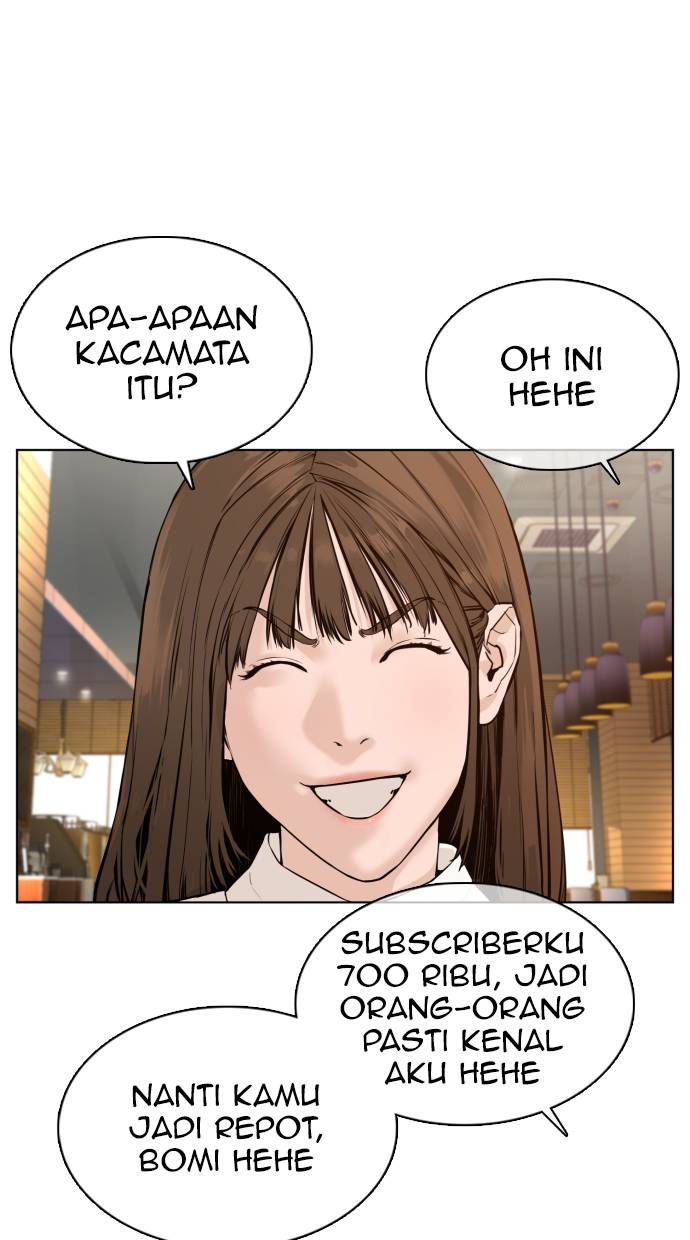 APA-APAAN
KACAMATA
ITU?
OH INI
HEHE
SUBSCRIBERKU
700 RIBU, JADI
ORANG-ORANG
PASTI KENAL
AKU HEHE
NANTI KAMU
JADI REPOT,
BOMI HEHE